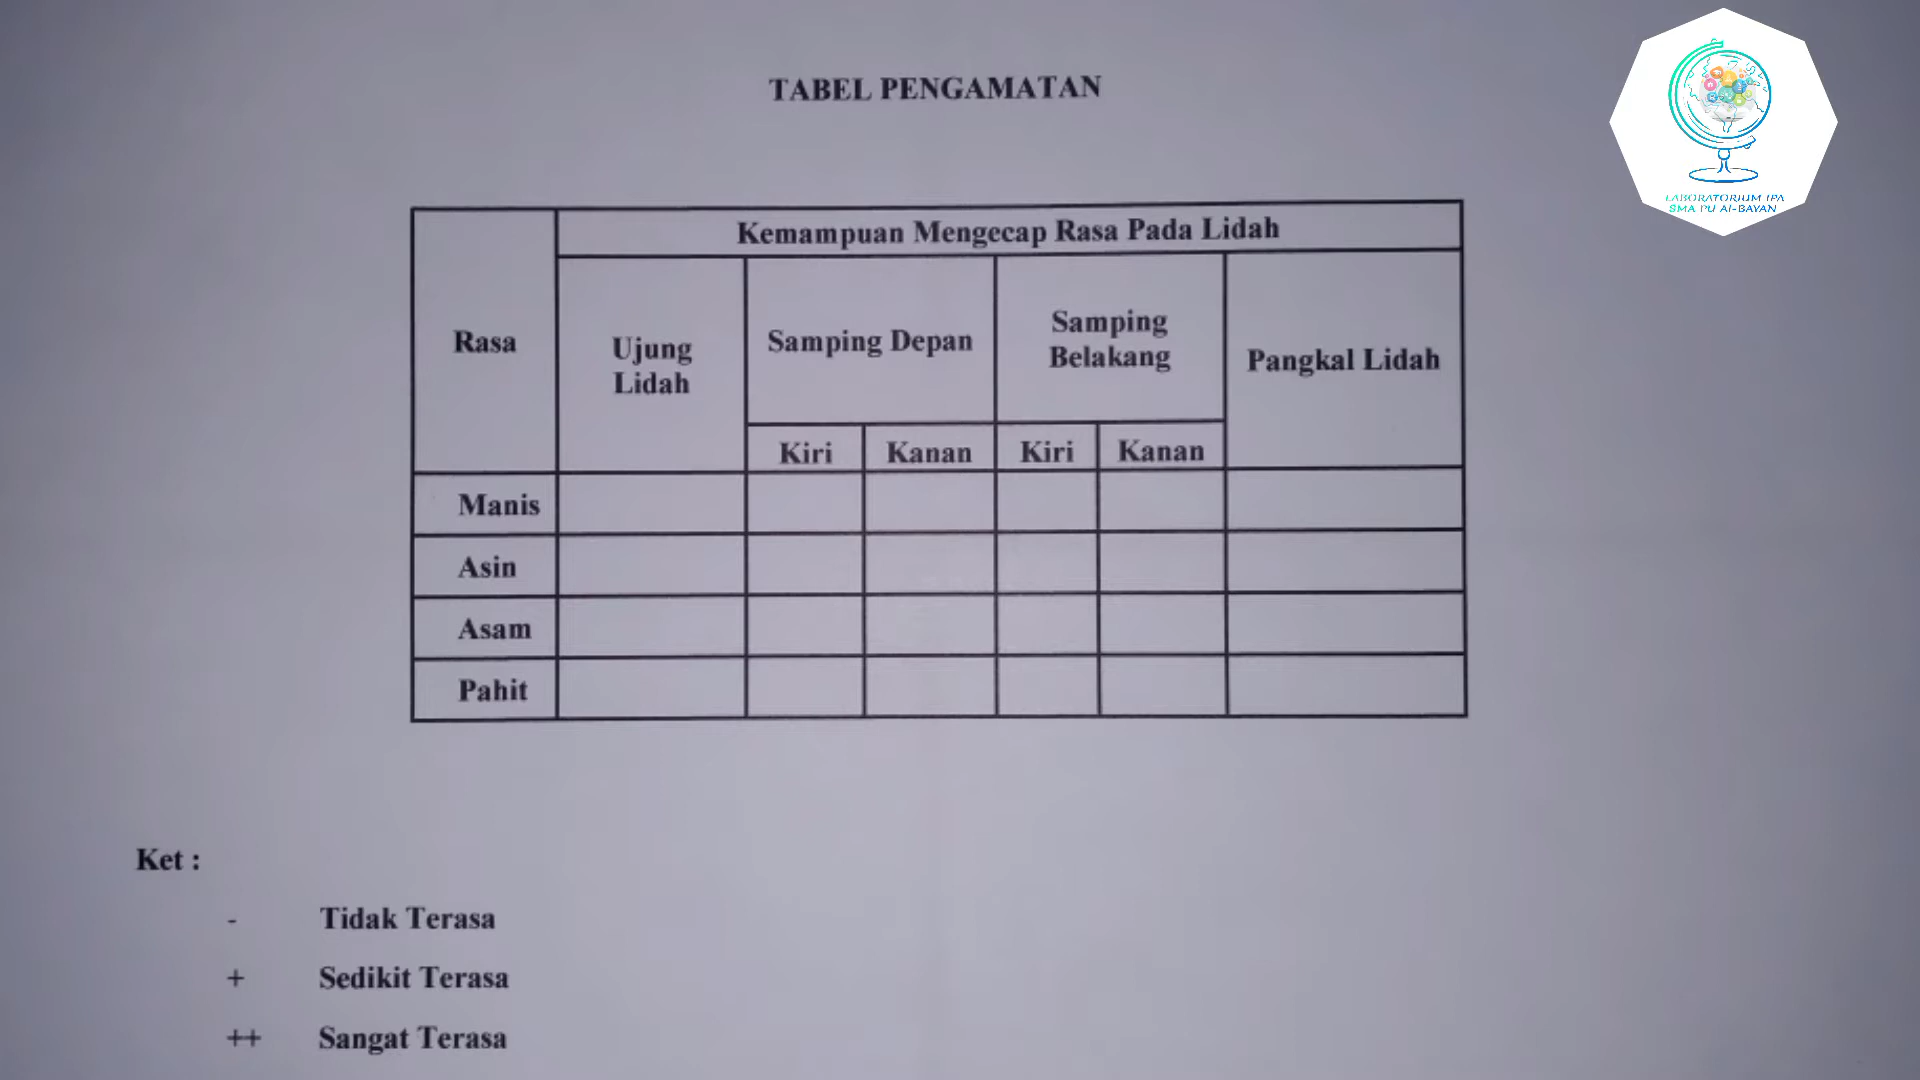 TABEL PENGAMATAN
LABORATORIUM IPA
SMA PU Al-BAYAN
Kemampuan Mengecap Rasa Pada Lidah
Rasa
Ujung
Lidah
Samping Depan
Samping
Belakang
Pangkal Lidah
Kiri
Kanan
Kiri
Kanan
Manis
Asin
Asam
Pahit
Ket :
- Tidak Terasa
+ Sedikit Terasa
++ Sangat Terasa